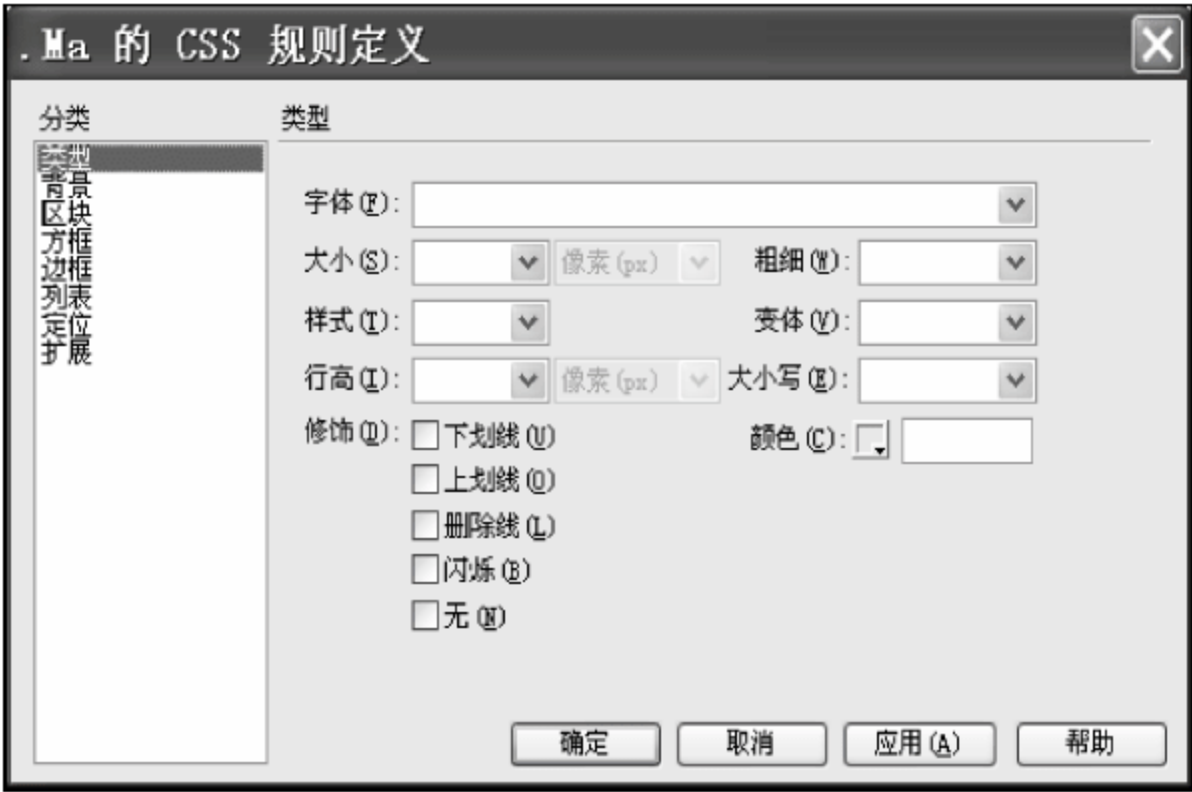 .Ma 的 CSS 规则定义
分类
类型
背景
区块
方框
边框
列表
定位
扩展
类型
字体(F):
大小(S): 像素(px) 粗细(W):
样式(T): 变体(V):
行高(I): 像素(px) 大小写(E):
修饰(D): 下划线(U) 颜色(C):
上划线(O)
删除线(L)
闪烁(B)
无(N)
确定 取消 应用(A) 帮助